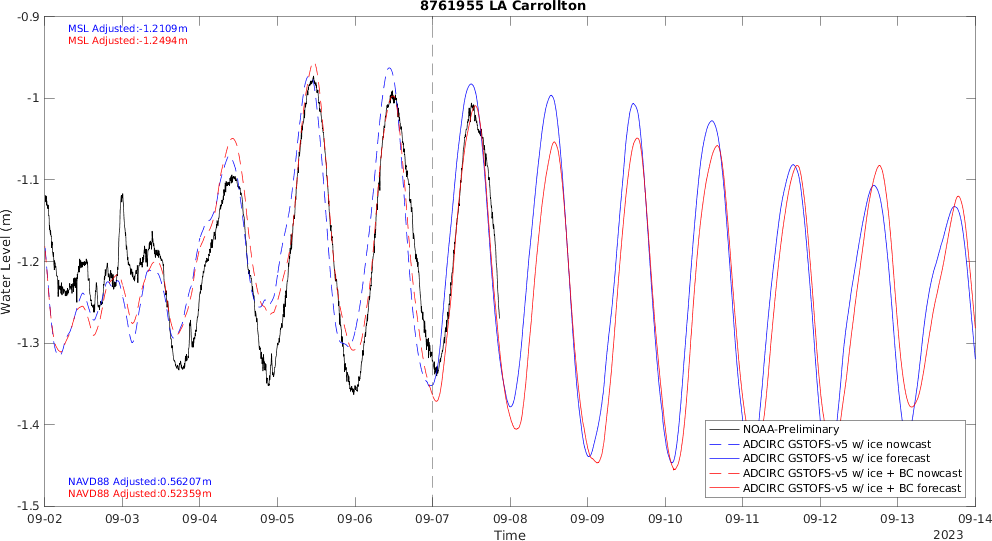 8761955 LA Carrollton
MSL Adjusted:-1.2109m
MSL Adjusted:-1.2494m
-0.9
-1
-1.1
-1.2
-1.3
-1.4
-1.5
Water Level (m)
NAVD88 Adjusted:0.56207m
NAVD88 Adjusted:0.52359m
NOAA-Preliminary
ADCIRC GSTOFS-v5 w/ ice nowcast
ADCIRC GSTOFS-v5 w/ ice forecast
ADCIRC GSTOFS-v5 w/ ice + BC nowcast
ADCIRC GSTOFS-v5 w/ ice + BC forecast
09-02 09-03 09-04 09-05 09-06 09-07 09-08 09-09 09-10 09-11 09-12 09-13 09-14
Time
2023